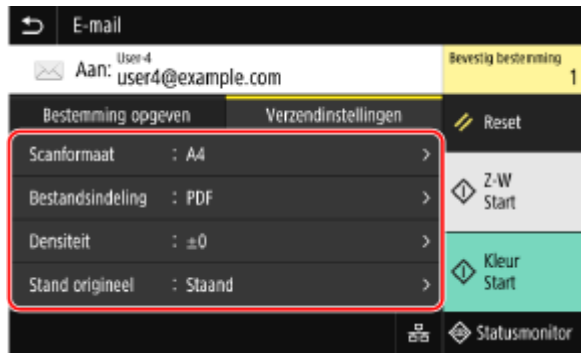 E-mail
User-4
Aan: user4@example.com
Bevestig bestemming
1
Bestemming opgeven
Verzendinstellingen
Reset
Scanformaat : A4
Bestandsindeling : PDF
Densiteit : ±0
Stand origineel : Staand
Z-W
Start
Kleur
Start
Statusmonitor